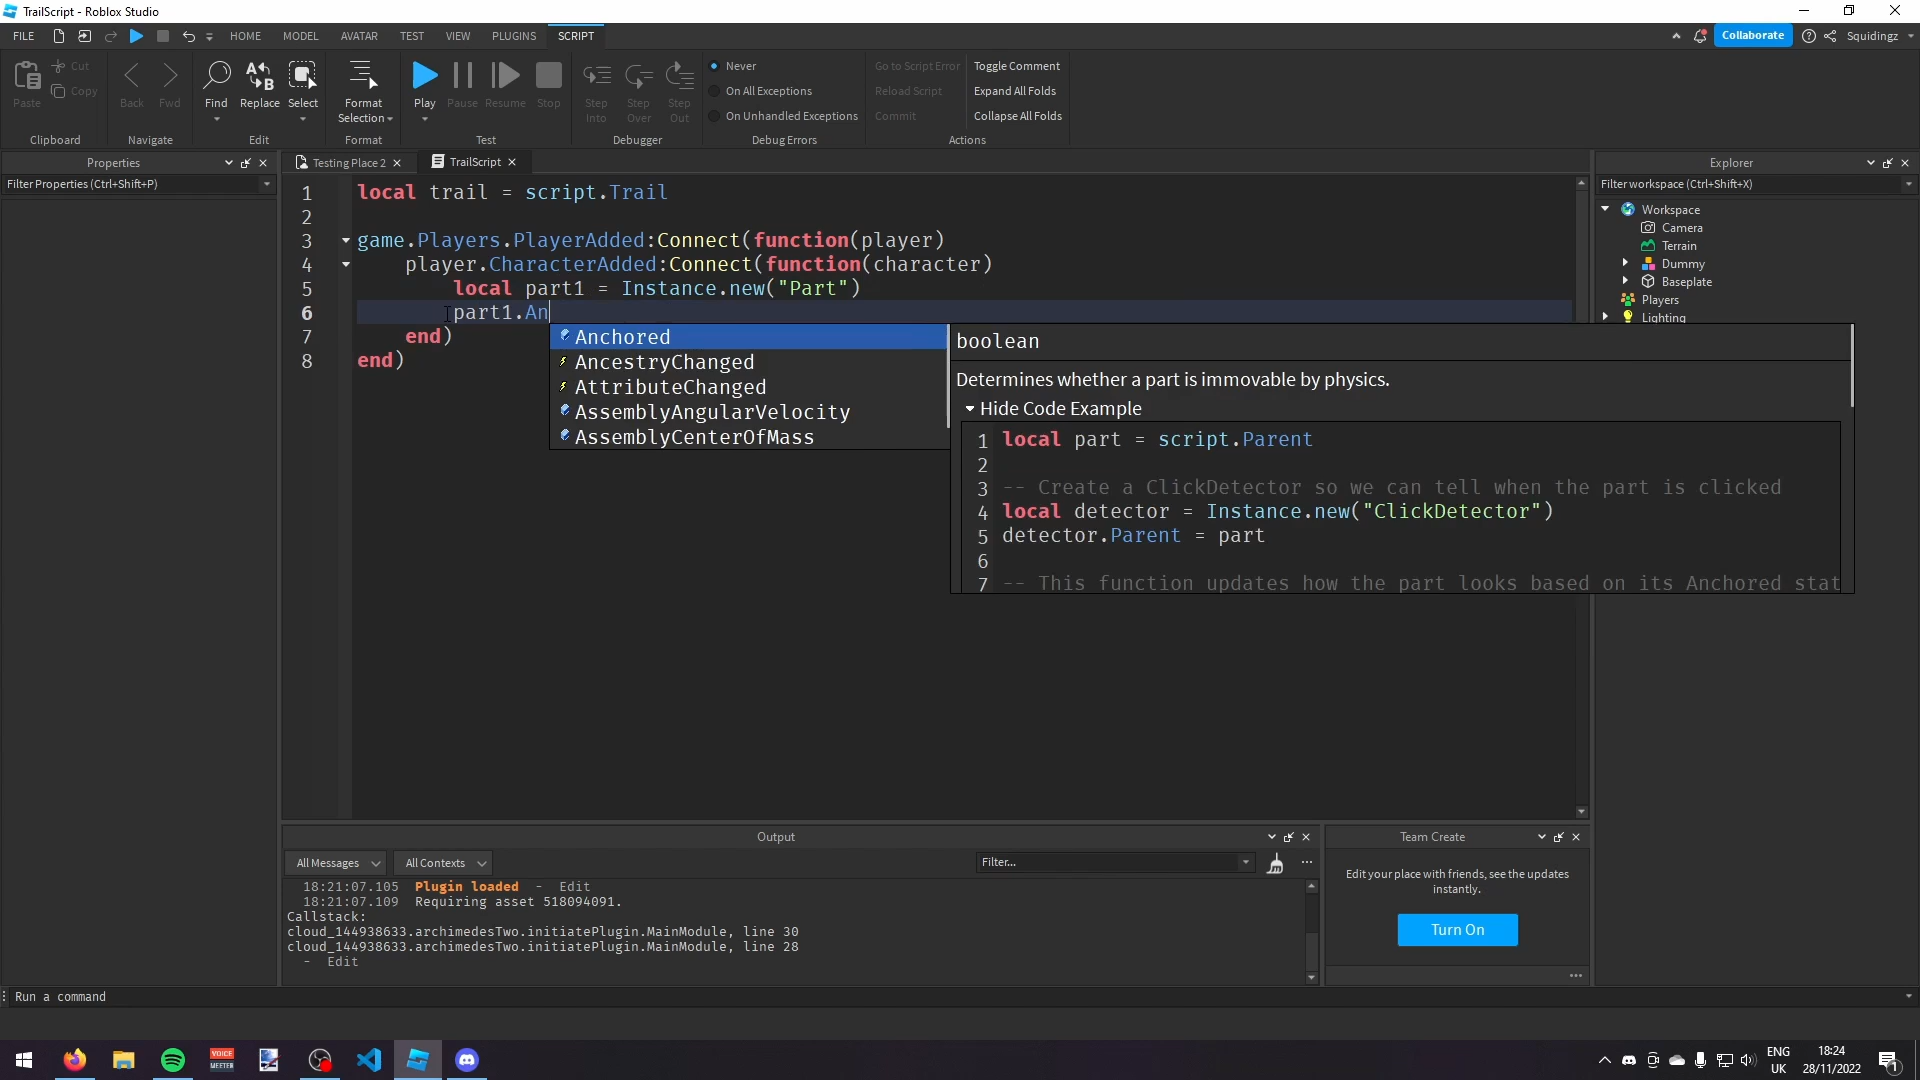 TrailScript - Roblox Studio
FILE HOME MODEL AVATAR TEST VIEW PLUGINS SCRIPT Collaborate Squidingz
Paste Cut Copy
Clipboard
Back Fwd
Navigate
Find Replace Select
Edit
Format Selection
Format
Play Pause Resume Stop
Test
Step Into Step Over Step Out
Debugger
Never
On All Exceptions
On Unhandled Exceptions
Debug Errors
Go to Script Error
Reload Script
Commit
Toggle Comment
Expand All Folds
Collapse All Folds
Actions
Properties
Filter Properties (Ctrl+Shift+P)
Testing Place 2 TrailScript
1 local trail = script.Trail
2
3 game.Players.PlayerAdded:Connect(function(player)
4 player.CharacterAdded:Connect(function(character)
5 local part1 = Instance.new("Part")
6 part1.An
7 end)
8 end)
Anchored
AncestryChanged
AttributeChanged
AssemblyAngularVelocity
AssemblyCenterOfMass
boolean
Determines whether a part is immovable by physics.
Hide Code Example
1 local part = script.Parent
2
3 -- Create a ClickDetector so we can tell when the part is clicked
4 local detector = Instance.new("ClickDetector")
5 detector.Parent = part
6
7 -- This function updates how the part looks based on its Anchored stat
Explorer
Filter workspace (Ctrl+Shift+X)
Workspace
Camera
Terrain
Dummy
Baseplate
Players
Lighting
Output
All Messages All Contexts Filter...
18:21:07.105 Plugin loaded - Edit
18:21:07.109 Requiring asset 518094091.
Callstack:
cloud_144938633.archimedesTwo.initiatePlugin.MainModule, line 30
cloud_144938633.archimedesTwo.initiatePlugin.MainModule, line 28
- Edit
Team Create
Edit your place with friends, see the updates
instantly.
Turn On
Run a command
VOICE
MEETER
ENG
UK
18:24
28/11/2022
1